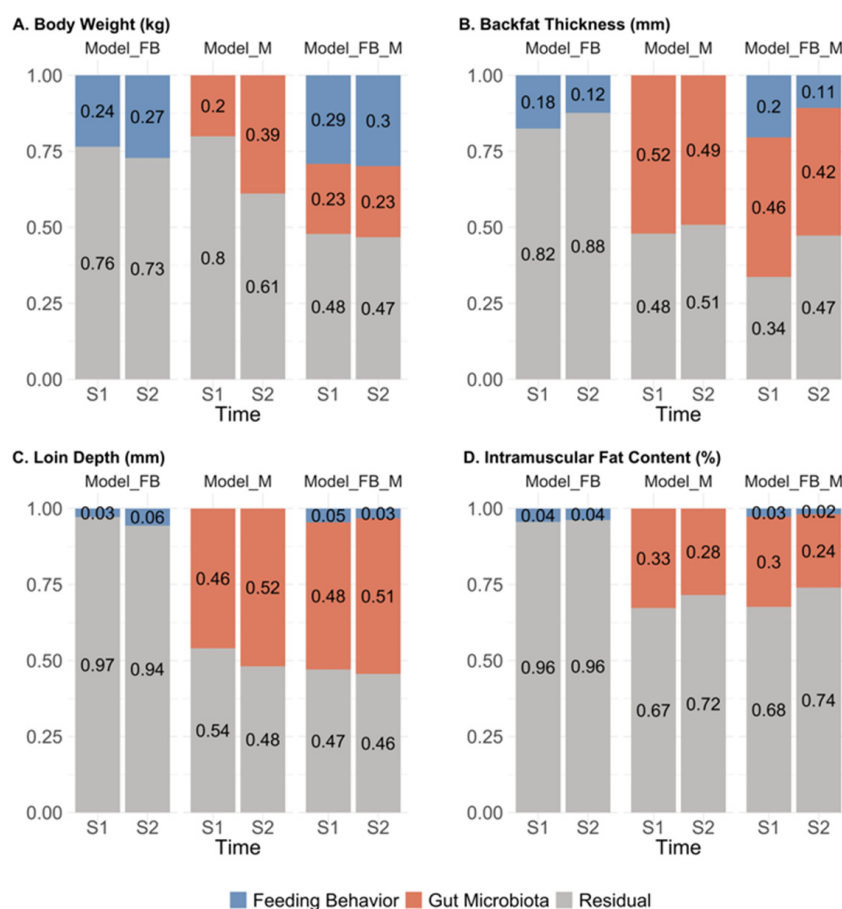 A. Body Weight (kg)
Model_FB Model_M Model_FB_M
1.00
0.75
0.50
0.25
0.00
0.24 0.27 0.2 0.39 0.29 0.3
0.23 0.23
0.76 0.73 0.8 0.61 0.48 0.47
S1 S2 S1 S2 S1 S2
Time
B. Backfat Thickness (mm)
Model_FB Model_M Model_FB_M
1.00
0.75
0.50
0.25
0.00
0.18 0.12 0.52 0.49 0.2 0.11
0.46 0.42
0.82 0.88 0.48 0.51 0.34 0.47
S1 S2 S1 S2 S1 S2
Time
C. Loin Depth (mm)
Model_FB Model_M Model_FB_M
1.00
0.75
0.50
0.25
0.00
0.03 0.06 0.46 0.52 0.05 0.03
0.48 0.51
0.97 0.94 0.54 0.48 0.47 0.46
S1 S2 S1 S2 S1 S2
Time
D. Intramuscular Fat Content (%)
Model_FB Model_M Model_FB_M
1.00
0.75
0.50
0.25
0.00
0.04 0.04 0.33 0.28 0.03 0.02
0.3 0.24
0.96 0.96 0.67 0.72 0.68 0.74
S1 S2 S1 S2 S1 S2
Time
Feeding Behavior Gut Microbiota Residual